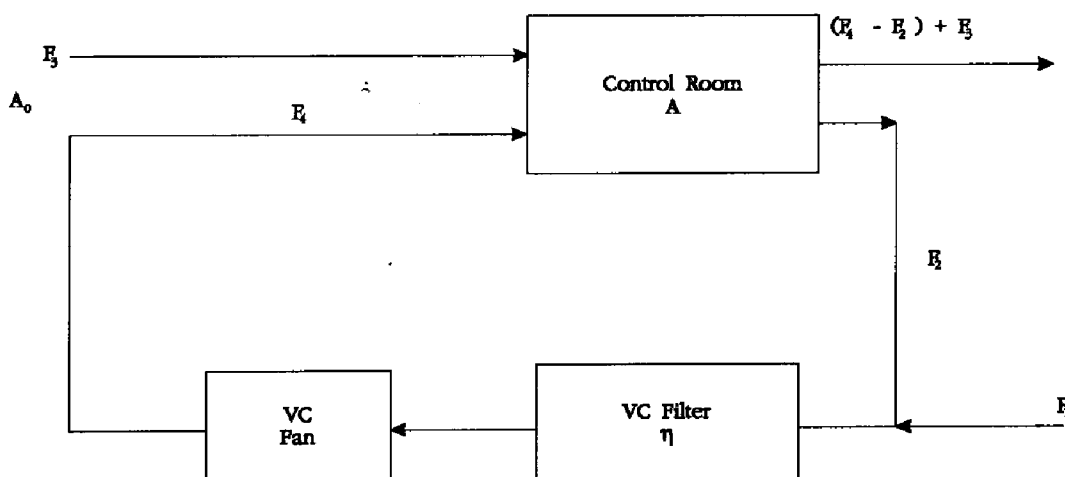 (F₄ - F₂) + F₃
F₃
Control Room
A
A₀
F₄
F₂
VC
Fan
VC Filter
η
F